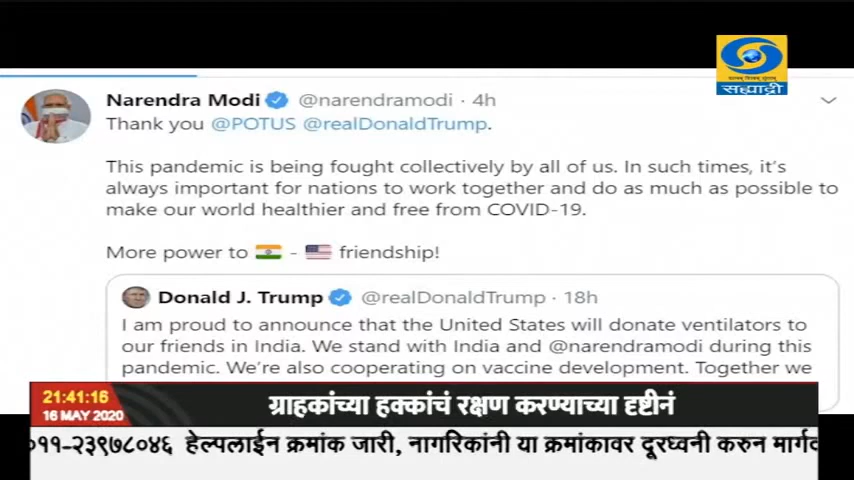 सह्याद्री
Narendra Modi @narendramodi · 4h
Thank you @POTUS @realDonaldTrump.
This pandemic is being fought collectively by all of us. In such times, it's
always important for nations to work together and do as much as possible to
make our world healthier and free from COVID-19.
More power to 🇮🇳 - 🇺🇸 friendship!
Donald J. Trump @realDonaldTrump · 18h
I am proud to announce that the United States will donate ventilators to
our friends in India. We stand with India and @narendramodi during this
pandemic. We're also cooperating on vaccine development. Together we
21:41:16
16 MAY 2020
ग्राहकांच्या हक्कांचं रक्षण करण्याच्या दृष्टीनं
०११-२३९७८०४६ हेल्पलाईन क्रमांक जारी, नागरिकांनी या क्रमांकावर दूरध्वनी करुन